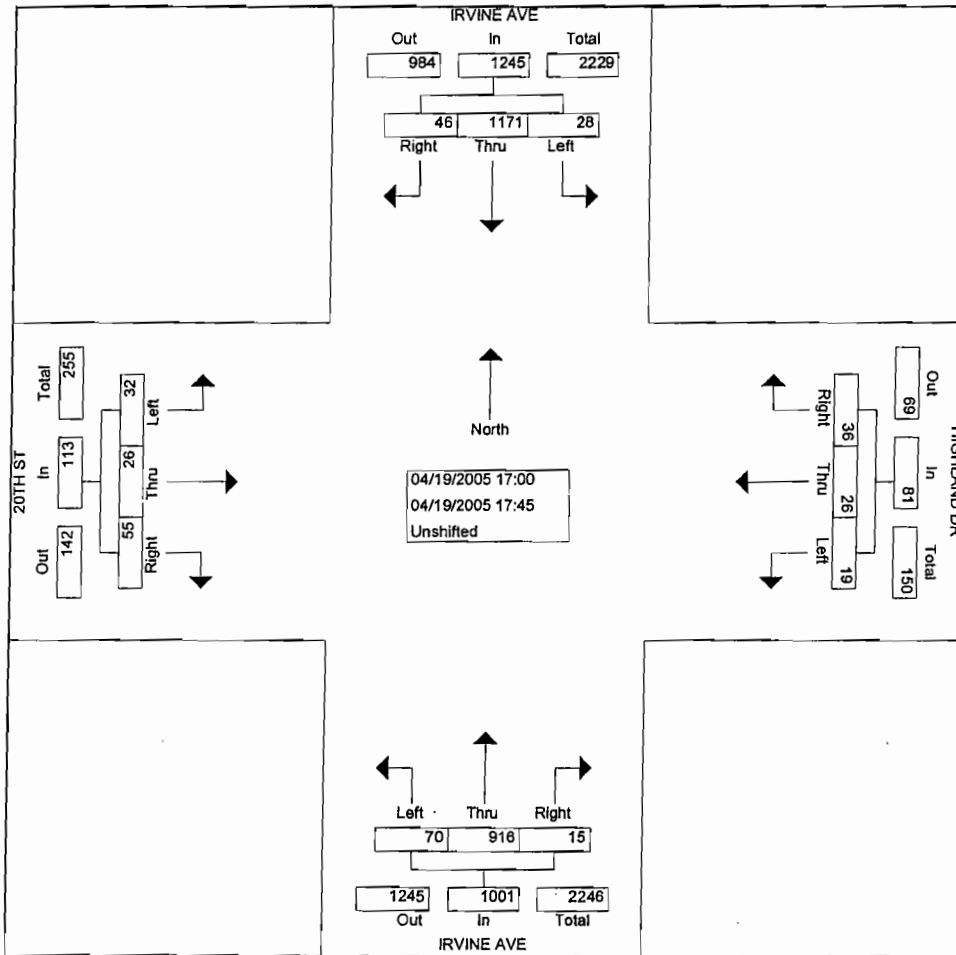 IRVINE AVE
Out In Total
984 1245 2229
46 1171 28
Right Thru Left
Total In Out
255 113 142
32 26 55
Left Thru Right
20TH ST
North
04/19/2005 17:00
04/19/2005 17:45
Unshifted
Right Thru Left
36 26 19
Out In Total
69 81 150
HIGHLAND DR
Left Thru Right
70 916 15
1245 1001 2246
Out In Total
IRVINE AVE